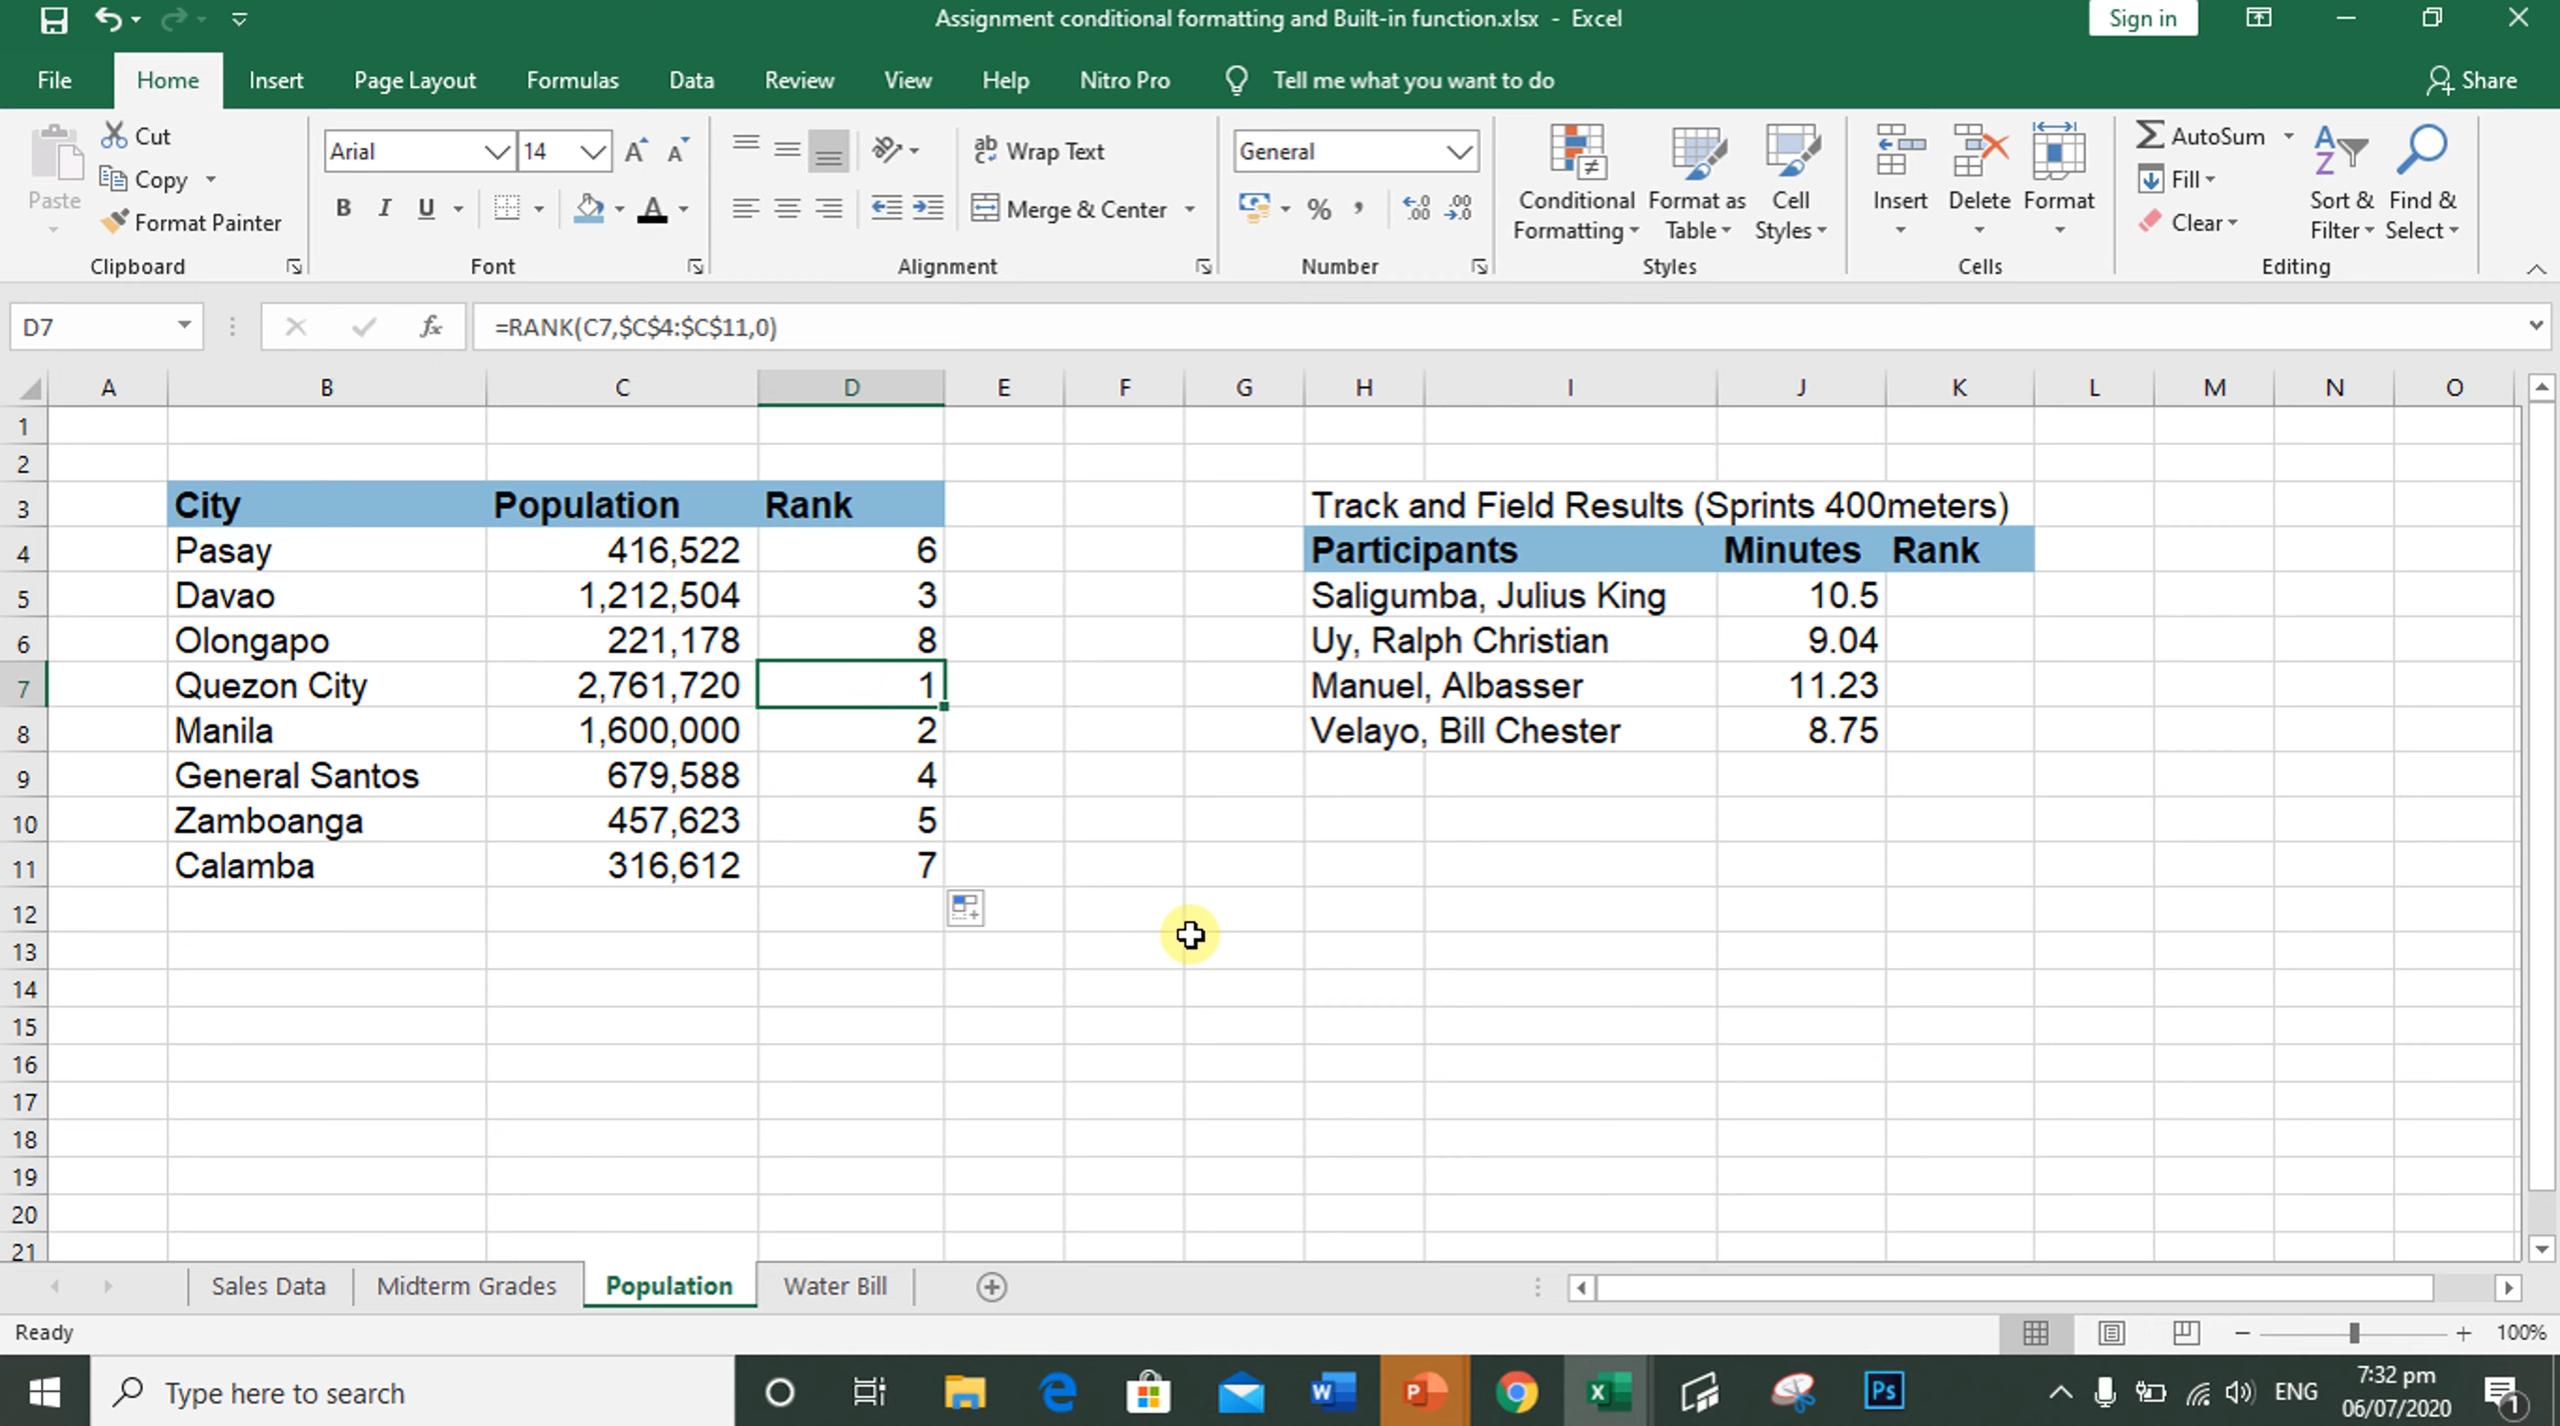 Assignment conditional formatting and Built-in function.xlsx - Excel
Sign in
File Home Insert Page Layout Formulas Data Review View Help Nitro Pro Tell me what you want to do Share
Paste
Cut
Copy
Format Painter
Clipboard
Arial 14
B I U
Font
Wrap Text
Merge & Center
Alignment
General
% ,
Number
Conditional Formatting
Format as Table
Cell Styles
Styles
Insert
Delete
Format
Cells
AutoSum
Fill
Clear
Sort & Filter
Find & Select
Editing
D7 fx =RANK(C7,$C$4:$C$11,0)
A B C D E F G H I J K L M N O
1
2
3 City Population Rank Track and Field Results (Sprints 400meters)
4 Pasay 416,522 6 Participants Minutes Rank
5 Davao 1,212,504 3 Saligumba, Julius King 10.5
6 Olongapo 221,178 8 Uy, Ralph Christian 9.04
7 Quezon City 2,761,720 1 Manuel, Albasser 11.23
8 Manila 1,600,000 2 Velayo, Bill Chester 8.75
9 General Santos 679,588 4
10 Zamboanga 457,623 5
11 Calamba 316,612 7
12
13
14
15
16
17
18
19
20
21
Sales Data Midterm Grades Population Water Bill
Ready 100%
Type here to search
ENG
7:32 pm
06/07/2020
1